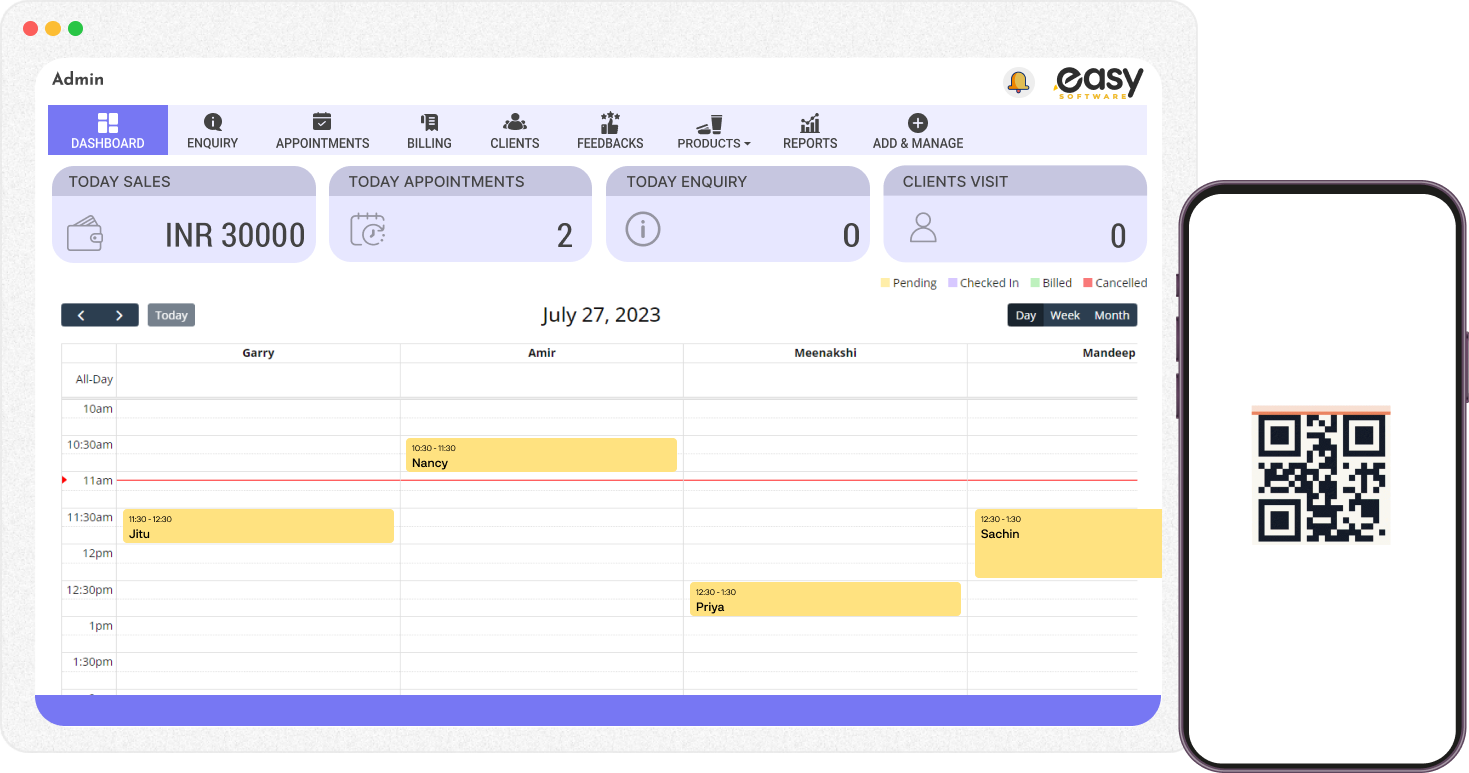 Admin
easy
SOFTWARE
DASHBOARD
ENQUIRY
APPOINTMENTS
BILLING
CLIENTS
FEEDBACKS
PRODUCTS
REPORTS
ADD & MANAGE
TODAY SALES
INR 30000
TODAY APPOINTMENTS
2
TODAY ENQUIRY
0
CLIENTS VISIT
0
Pending
Checked In
Billed
Cancelled
Today
July 27, 2023
Day
Week
Month
Garry
Amir
Meenakshi
Mandeep
All-Day
10am
10:30am
10:30 - 11:30
Nancy
11am
11:30am
11:30 - 12:30
Jitu
12:30 - 1:30
Sachin
12pm
12:30pm
12:30 - 1:30
Priya
1pm
1:30pm